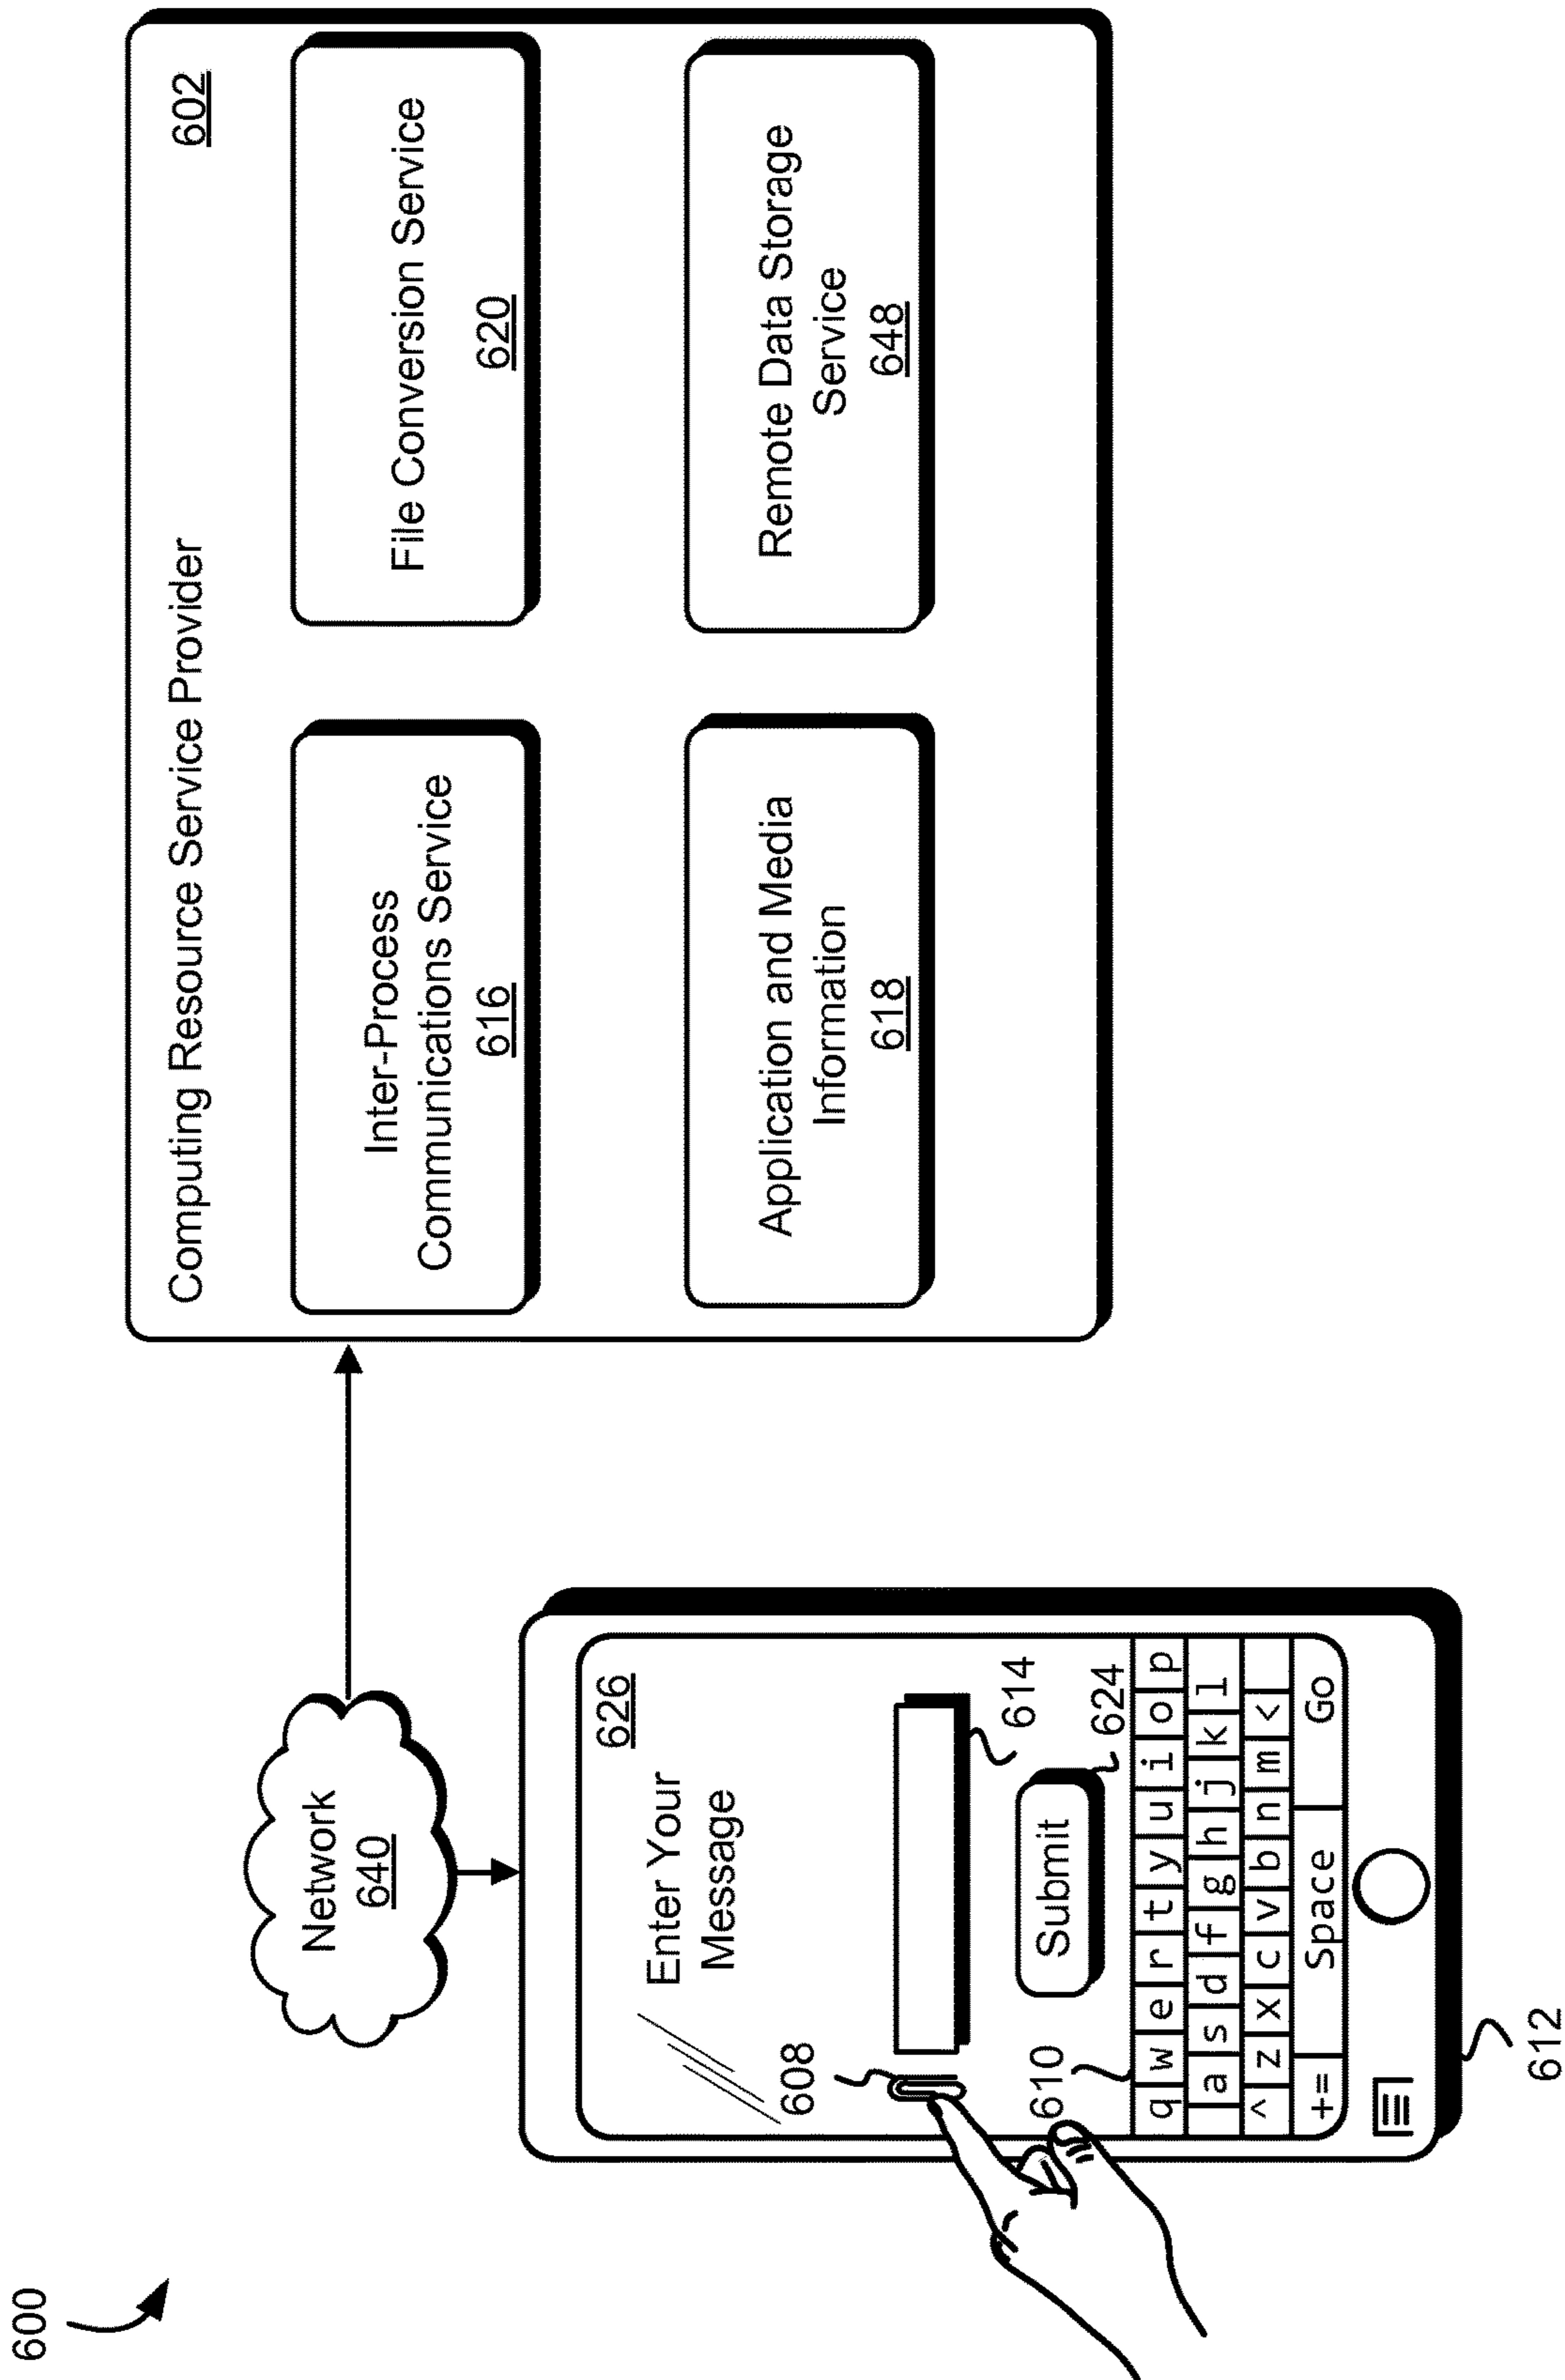 600
Network
640
Computing Resource Service Provider
602
Inter-Process
Communications Service
616
File Conversion Service
620
Application and Media
Information
618
Remote Data Storage
Service
648
626
Enter Your
Message
608
614
610
Submit
624
q w e r t y u i o p
a s d f g h j k l
^ z x c v b n m <
+= Space Go
612